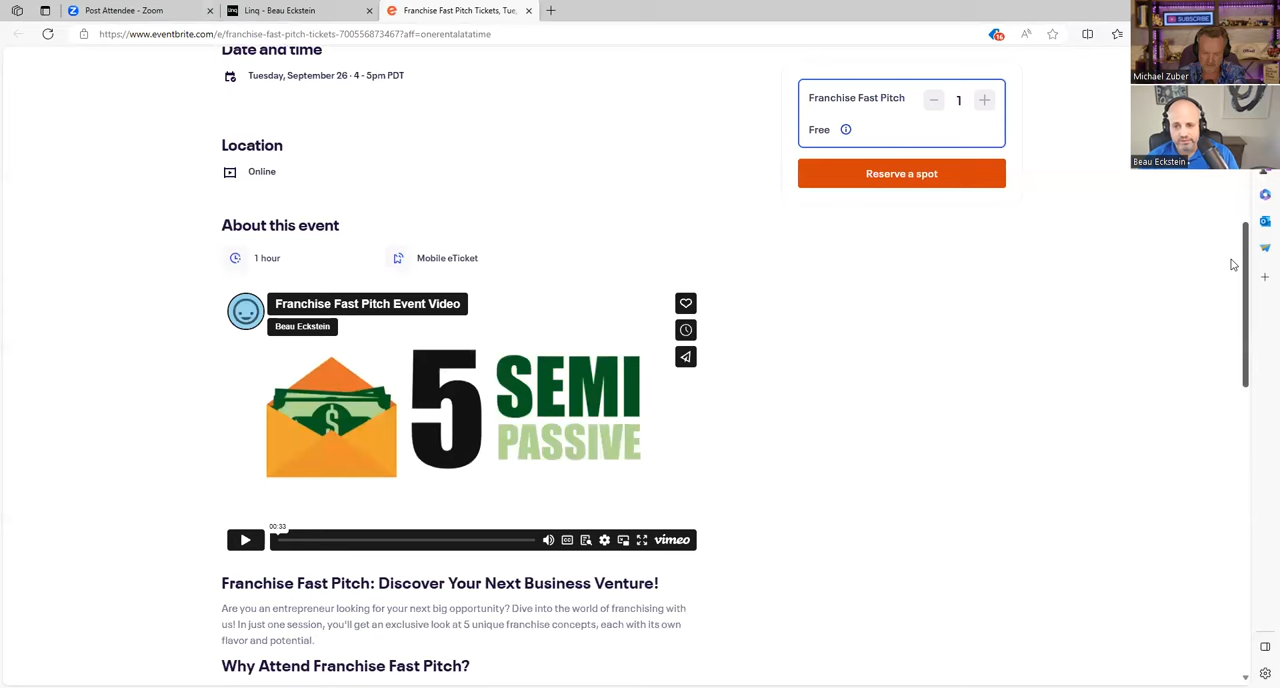 Post Attendee - Zoom
Linq - Beau Eckstein
Franchise Fast Pitch Tickets, Tue,
https://www.eventbrite.com/e/franchise-fast-pitch-tickets-700556873467?aff=onerentalatatime
16
SUBSCRIBE
Michael Zuber
Beau Eckstein
Date and time
Tuesday, September 26 · 4 - 5pm PDT
Franchise Fast Pitch
1
Free
Reserve a spot
Location
Online
About this event
1 hour
Mobile eTicket
Franchise Fast Pitch Event Video
Beau Eckstein
5 SEMI
PASSIVE
$
00:33
CC
vimeo
Franchise Fast Pitch: Discover Your Next Business Venture!
Are you an entrepreneur looking for your next big opportunity? Dive into the world of franchising with
us! In just one session, you'll get an exclusive look at 5 unique franchise concepts, each with its own
flavor and potential.
Why Attend Franchise Fast Pitch?